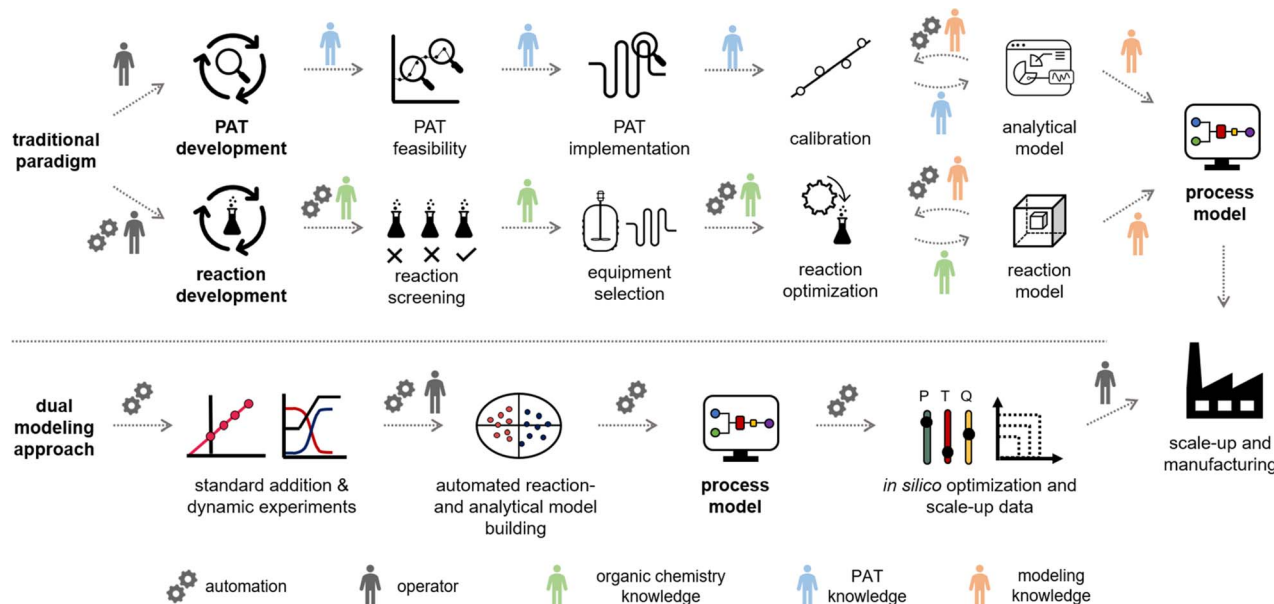 traditional
paradigm
PAT
development
PAT
feasibility
PAT
implementation
calibration
analytical
model
reaction
development
reaction
screening
equipment
selection
reaction
optimization
reaction
model
process
model
dual
modeling
approach
standard addition &
dynamic experiments
automated reaction-
and analytical model
building
process
model
P T Q
in silico optimization and
scale-up data
scale-up and
manufacturing
automation
operator
organic chemistry
knowledge
PAT
knowledge
modeling
knowledge